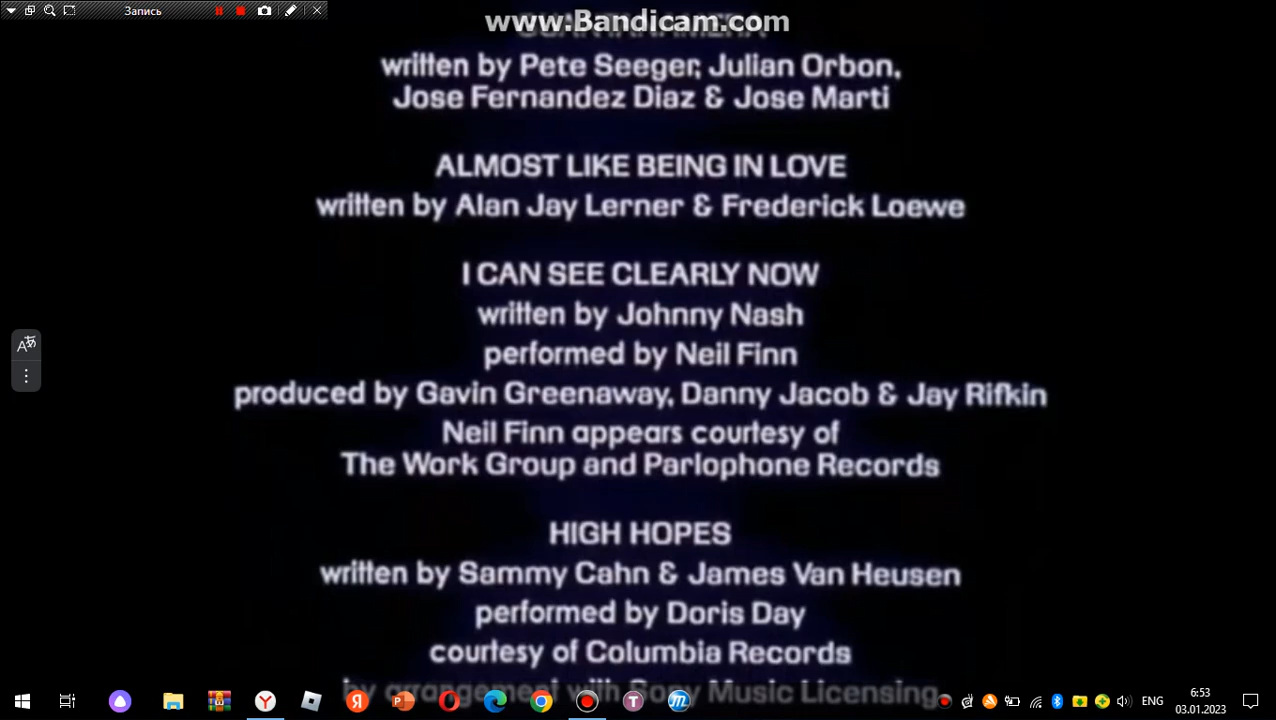 Запись
www.Bandicam.com
written by Pete Seeger, Julian Orbon,
Jose Fernandez Diaz & Jose Marti
ALMOST LIKE BEING IN LOVE
written by Alan Jay Lerner & Frederick Loewe
I CAN SEE CLEARLY NOW
written by Johnny Nash
performed by Neil Finn
produced by Gavin Greenaway, Danny Jacob & Jay Rifkin
Neil Finn appears courtesy of
The Work Group and Parlophone Records
HIGH HOPES
written by Sammy Cahn & James Van Heusen
performed by Doris Day
courtesy of Columbia Records
by arrangement with Sony Music Licensing
ENG
6:53
03.01.2023